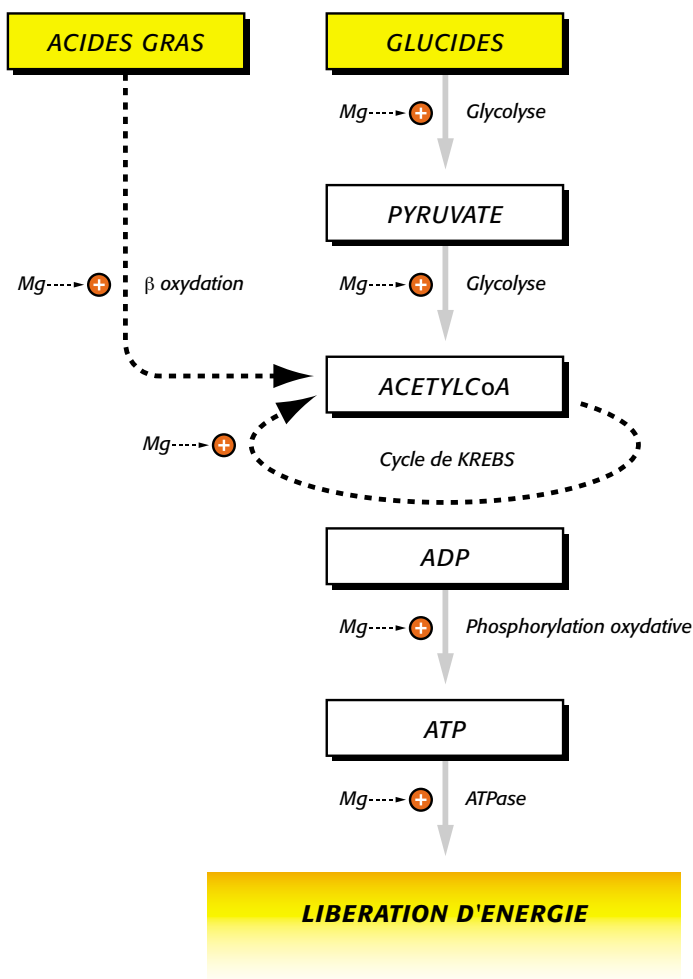 ACIDES GRAS
GLUCIDES
Mg
+
Glycolyse
PYRUVATE
Mg
+
β oxydation
Mg
+
Glycolyse
ACETYLCoA
Mg
+
Cycle de KREBS
ADP
Mg
+
Phosphorylation oxydative
ATP
Mg
+
ATPase
LIBERATION D'ENERGIE